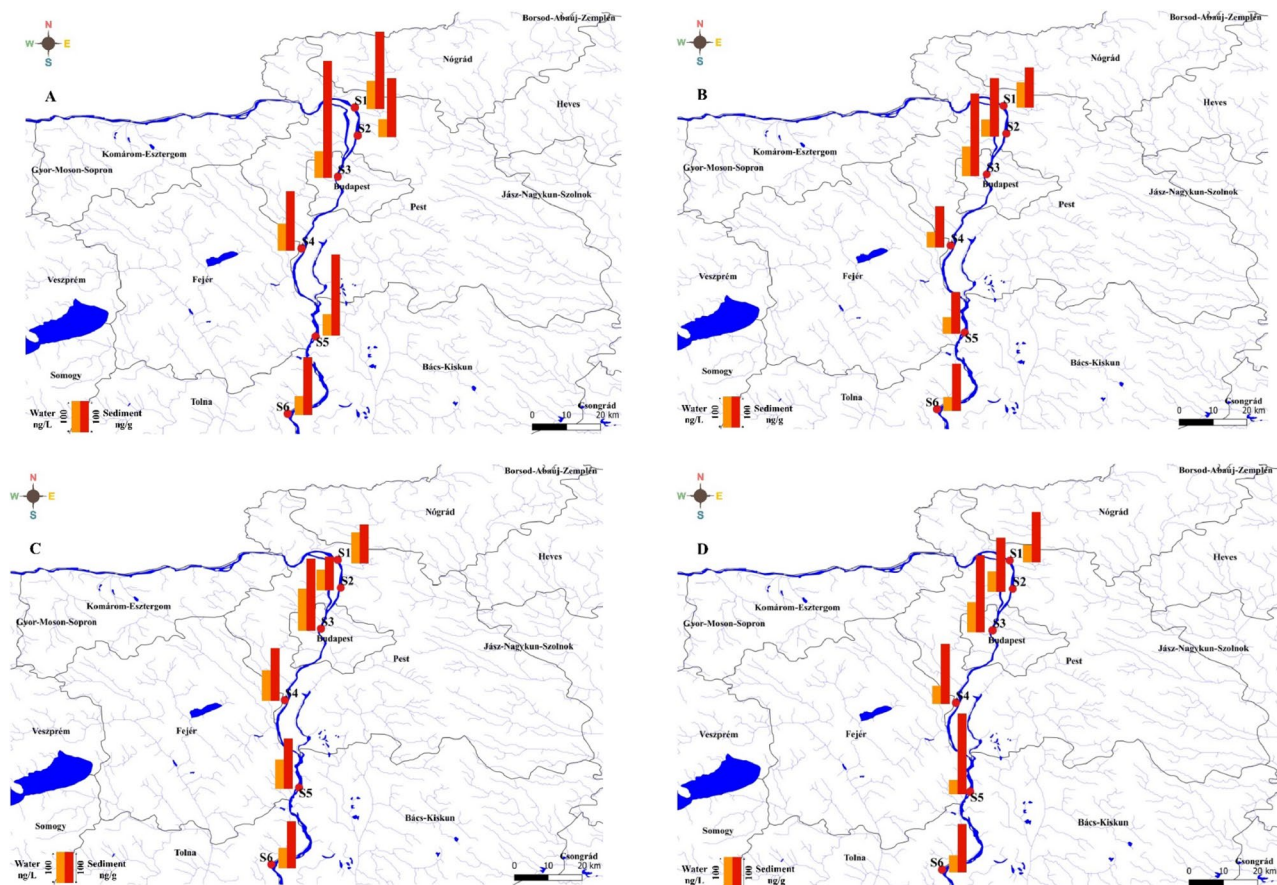 Borsod-Abaúj-Zemplén
N
W E
S
Nógrád
A
S1
Heves
S2
Komárom-Esztergom
Gyor-Moson-Sopron
S3
Budapest
Jász-Nagykun-Szolnok
Pest
S4
Veszprém
Fejér
S5
Bács-Kiskun
Somogy
Tolna
Water
ng/L
100
100
Sediment
ng/g
S6
Csongrád
0 10 20 km
Borsod-Abaúj-Zemplén
N
W E
S
Nógrád
B
S1
Heves
S2
Komárom-Esztergom
Gyor-Moson-Sopron
S3
Budapest
Jász-Nagykun-Szolnok
Pest
S4
Veszprém
Fejér
S5
Bács-Kiskun
Somogy
Tolna
Water
ng/L
100
100
Sediment
ng/g
S6
Csongrád
0 10 20 km
Borsod-Abaúj-Zemplén
N
W E
S
Nógrád
C
S1
Heves
S2
Komárom-Esztergom
Gyor-Moson-Sopron
S3
Budapest
Jász-Nagykun-Szolnok
Pest
S4
Veszprém
Fejér
S5
Bács-Kiskun
Somogy
Tolna
Water
ng/L
100
100
Sediment
ng/g
S6
Csongrád
0 10 20 km
Borsod-Abaúj-Zemplén
N
W E
S
Nógrád
D
S1
Heves
S2
Komárom-Esztergom
Gyor-Moson-Sopron
S3
Budapest
Jász-Nagykun-Szolnok
Pest
S4
Veszprém
Fejér
S5
Bács-Kiskun
Somogy
Tolna
Water
ng/L
100
100
Sediment
ng/g
S6
Csongrád
0 10 20 km